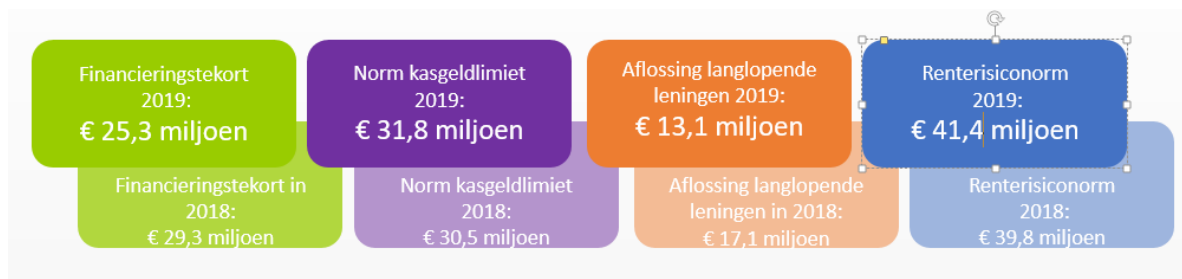 Financieringstekort
2019:
€ 25,3 miljoen
Norm kasgeldlimiet
2019:
€ 31,8 miljoen
Aflossing langlopende
leningen 2019:
€ 13,1 miljoen
Renterisiconorm
2019:
€ 41,4 miljoen
Financieringstekort in
2018:
€ 29,3 miljoen
Norm kasgeldlimiet
2018:
€ 30,5 miljoen
Aflossing langlopende
leningen in 2018:
€ 17,1 miljoen
Renterisiconorm
2018:
€ 39,8 miljoen